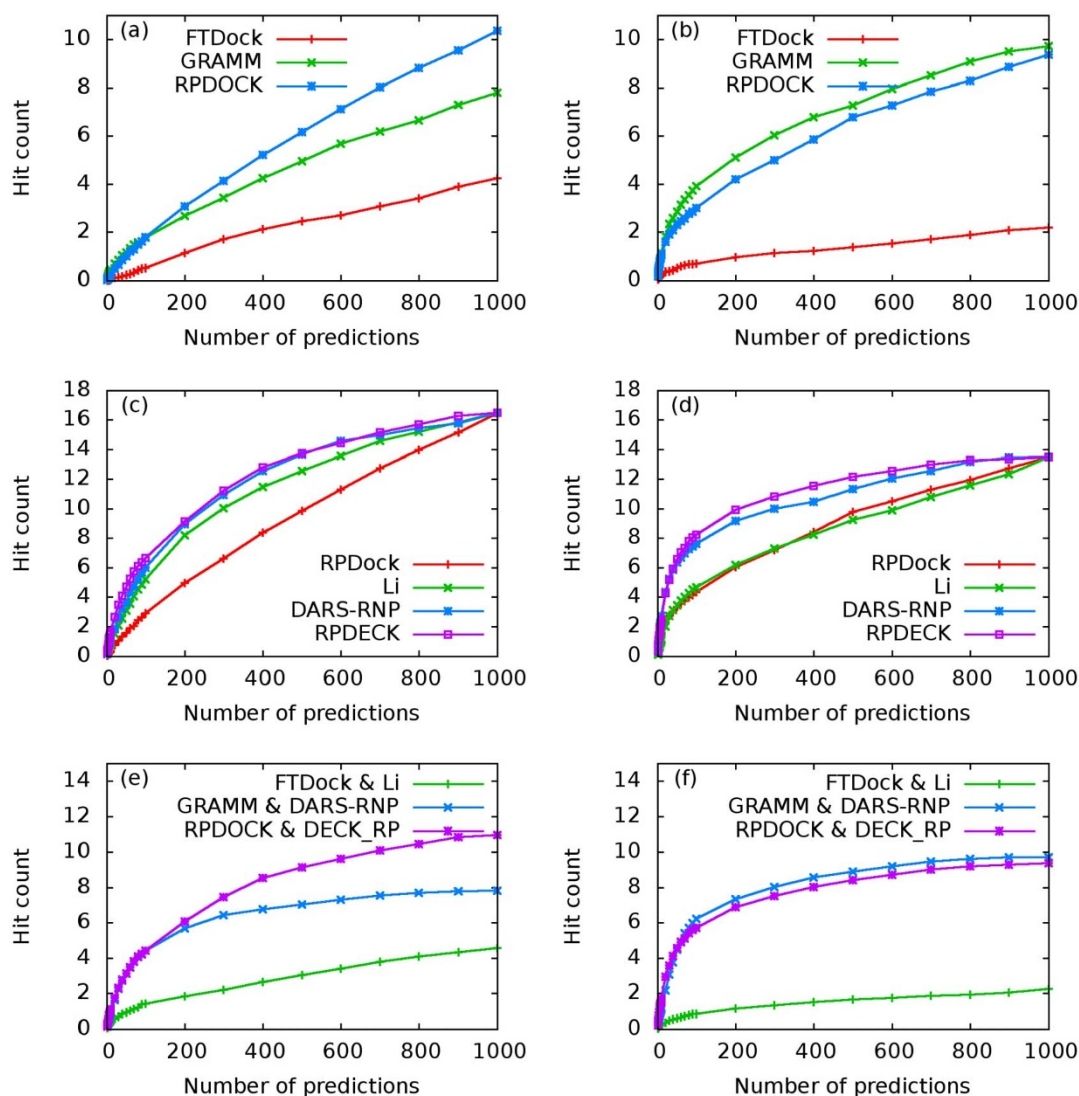 (a)
FTDock
GRAMM
RPDOCK
10
8
6
4
2
0
Hit count
0 200 400 600 800 1000
Number of predictions
(b)
FTDock
GRAMM
RPDOCK
10
8
6
4
2
0
Hit count
0 200 400 600 800 1000
Number of predictions
(c)
18
16
14
12
10
8
6
4
2
0
Hit count
RPDock
Li
DARS-RNP
RPDECK
0 200 400 600 800 1000
Number of predictions
(d)
18
16
14
12
10
8
6
4
2
0
Hit count
RPDock
Li
DARS-RNP
RPDECK
0 200 400 600 800 1000
Number of predictions
(e)
FTDock & Li
GRAMM & DARS-RNP
RPDOCK & DECK_RP
14
12
10
8
6
4
2
0
Hit count
0 200 400 600 800 1000
Number of predictions
(f)
FTDock & Li
GRAMM & DARS-RNP
RPDOCK & DECK_RP
14
12
10
8
6
4
2
0
Hit count
0 200 400 600 800 1000
Number of predictions